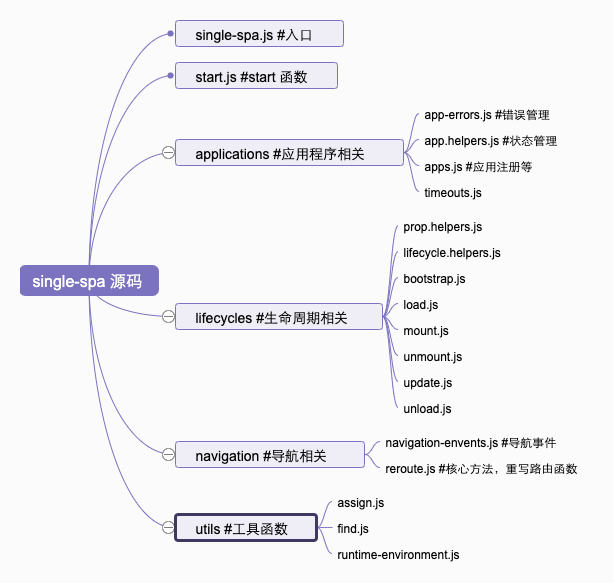 single-spa 源码
single-spa.js #入口
start.js #start 函数
applications #应用程序相关
app-errors.js #错误管理
app.helpers.js #状态管理
apps.js #应用注册等
timeouts.js
lifecycles #生命周期相关
prop.helpers.js
lifecycle.helpers.js
bootstrap.js
load.js
mount.js
unmount.js
update.js
unload.js
navigation #导航相关
navigation-envents.js #导航事件
reroute.js #核心方法，重写路由函数
utils #工具函数
assign.js
find.js
runtime-environment.js